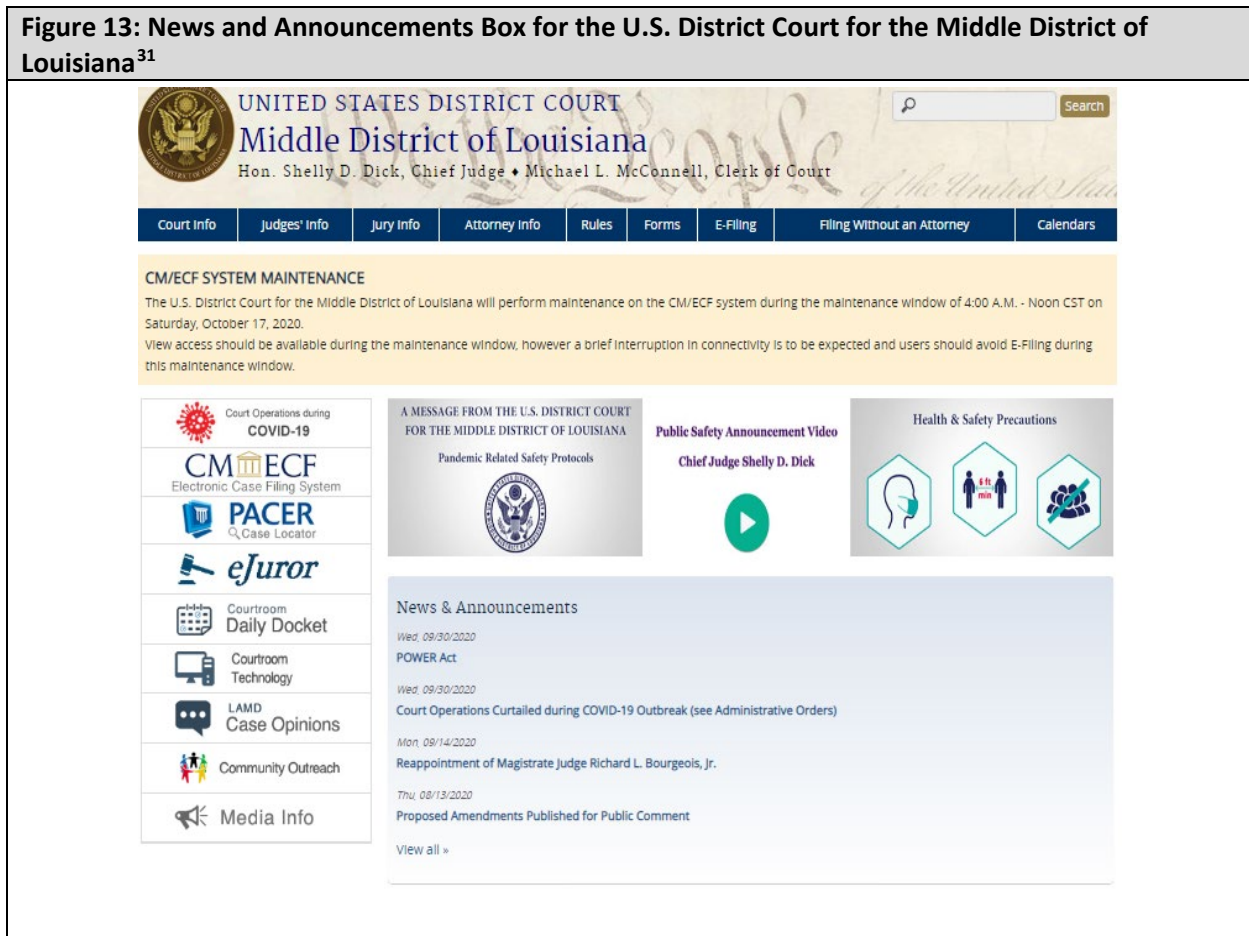 Figure 13: News and Announcements Box for the U.S. District Court for the Middle District of
Louisiana31
UNITED STATES DISTRICT COURT
Middle District of Louisiana
Hon. Shelly D. Dick, Chief Judge ♦ Michael L. McConnell, Clerk of Court
We the People
of the United
Search
Court Info Judges' Info Jury Info Attorney Info Rules Forms E-Filing Filing Without an Attorney Calendars
CM/ECF SYSTEM MAINTENANCE
The U.S. District Court for the Middle District of Louisiana will perform maintenance on the CM/ECF system during the maintenance window of 4:00 A.M. - Noon CST on
Saturday, October 17, 2020.
View access should be available during the maintenance window, however a brief interruption in connectivity is to be expected and users should avoid E-Filing during
this maintenance window.
Court Operations during
COVID-19
CM ECF
Electronic Case Filing System
PACER
Case Locator
eJuror
Courtroom
Daily Docket
Courtroom
Technology
LAMD
Case Opinions
Community Outreach
Media Info
A MESSAGE FROM THE U.S. DISTRICT COURT
FOR THE MIDDLE DISTRICT OF LOUISIANA
Pandemic Related Safety Protocols
Public Safety Announcement Video
Chief Judge Shelly D. Dick
Health & Safety Precautions
6 ft
min
News & Announcements
Wed, 09/30/2020
POWER Act
Wed, 09/30/2020
Court Operations Curtailed during COVID-19 Outbreak (see Administrative Orders)
Mon, 09/14/2020
Reappointment of Magistrate Judge Richard L. Bourgeois, Jr.
Thu, 08/13/2020
Proposed Amendments Published for Public Comment
View all »